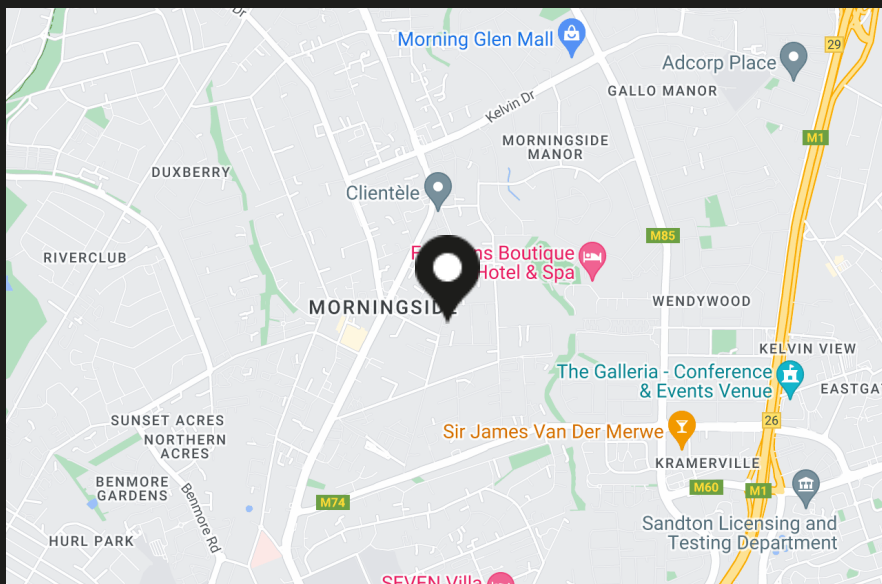 Dr
Morning Glen Mall
29
Adcorp Place
GALLO MANOR
Kelvin Dr
M1
MORNINGSIDE
MANOR
DUXBERRY
Clientèle
M85
Boutique
Hotel & Spa
RIVERCLUB
WENDYWOOD
MORNINGSIDE
KELVIN VIEW
The Galleria - Conference
& Events Venue
26
SUNSET ACRES
Sir James Van Der Merwe
NORTHERN
ACRES
KRAMERVILLE
BENMORE
GARDENS
M60
M1
M74
Benmore Rd
Sandton Licensing and
Testing Department
HURL PARK
SEVEN Villa